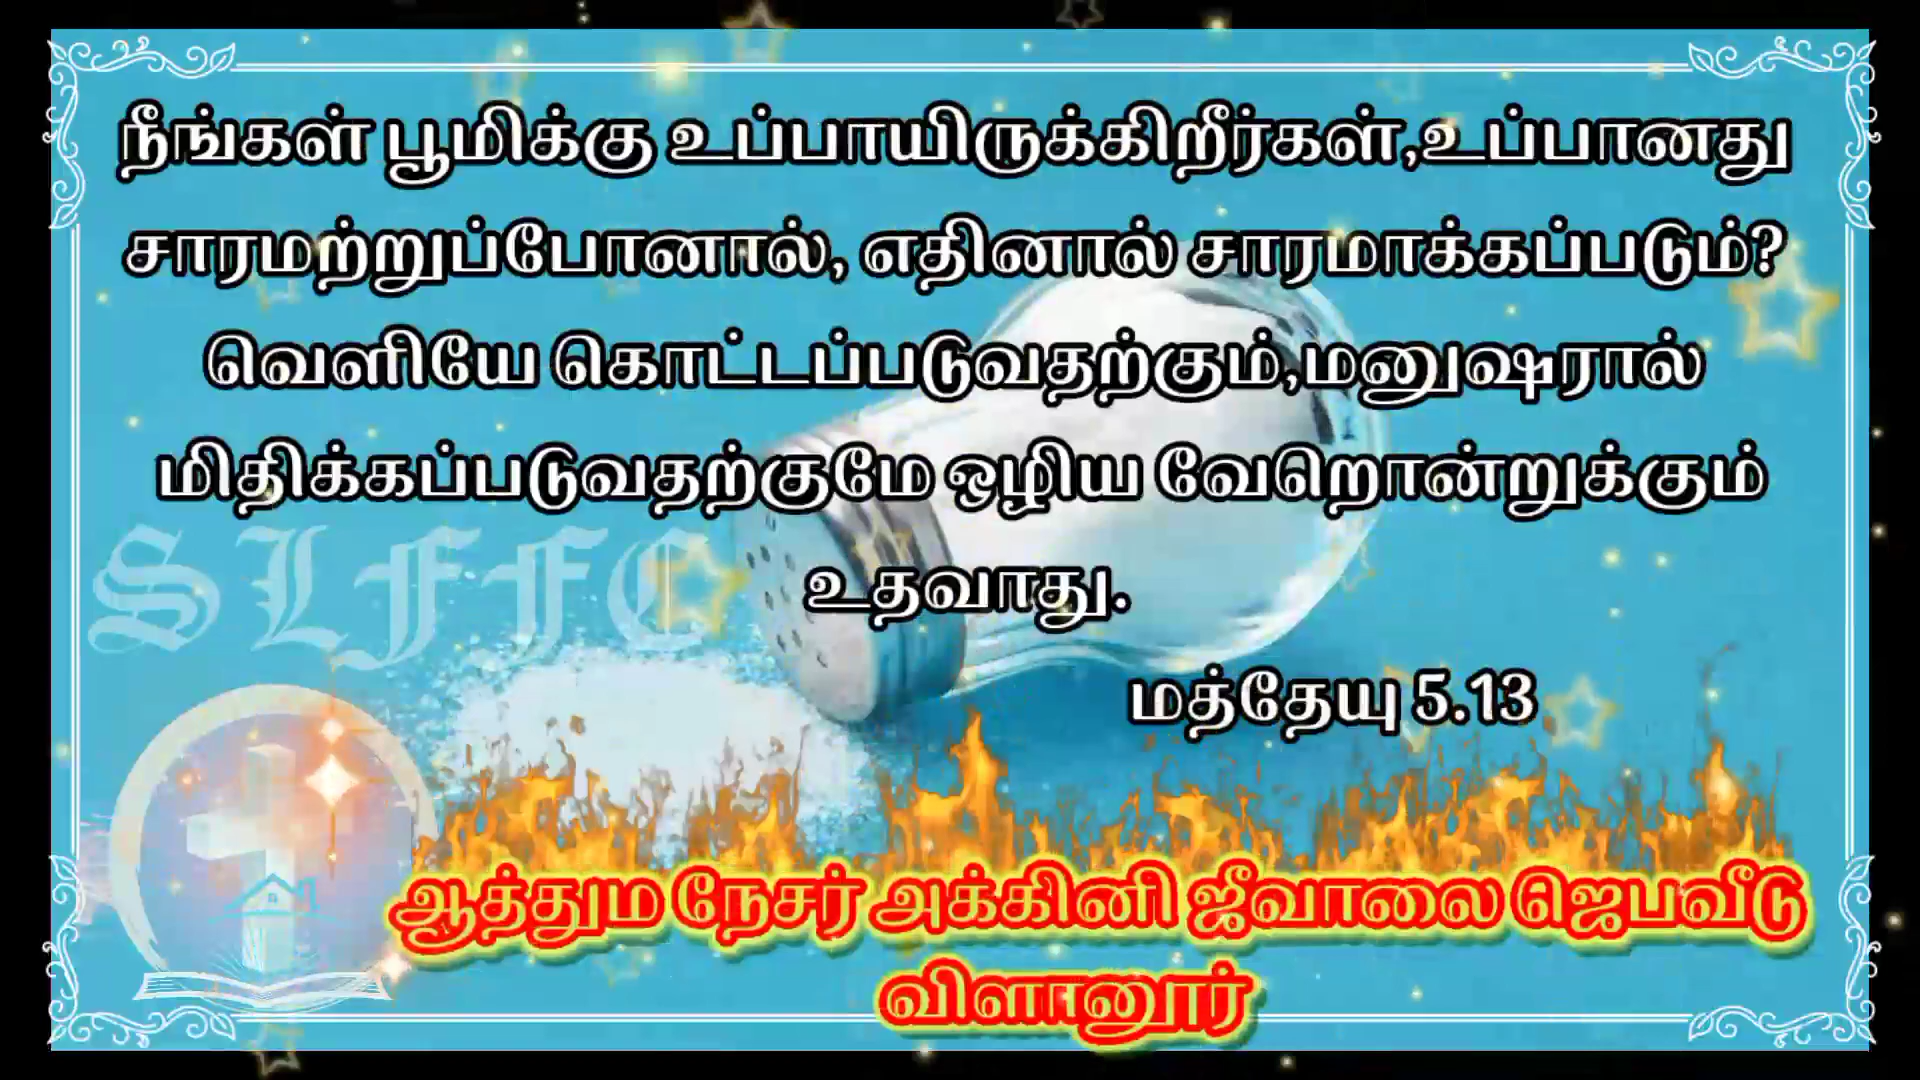 நீங்கள் பூமிக்கு உப்பாயிருக்கிறீர்கள்,உப்பானது
சாரமற்றுப்போனால், எதினால் சாரமாக்கப்படும்?
வெளியே கொட்டப்படுவதற்கும்,மனுஷரால்
மிதிக்கப்படுவதற்குமே ஒழிய வேறொன்றுக்கும்
உதவாது.
SLFFC
மத்தேயு 5.13
ஆத்தும நேசர் அக்கினி ஜீவாலை ஜெபவீடு
விளானூர்